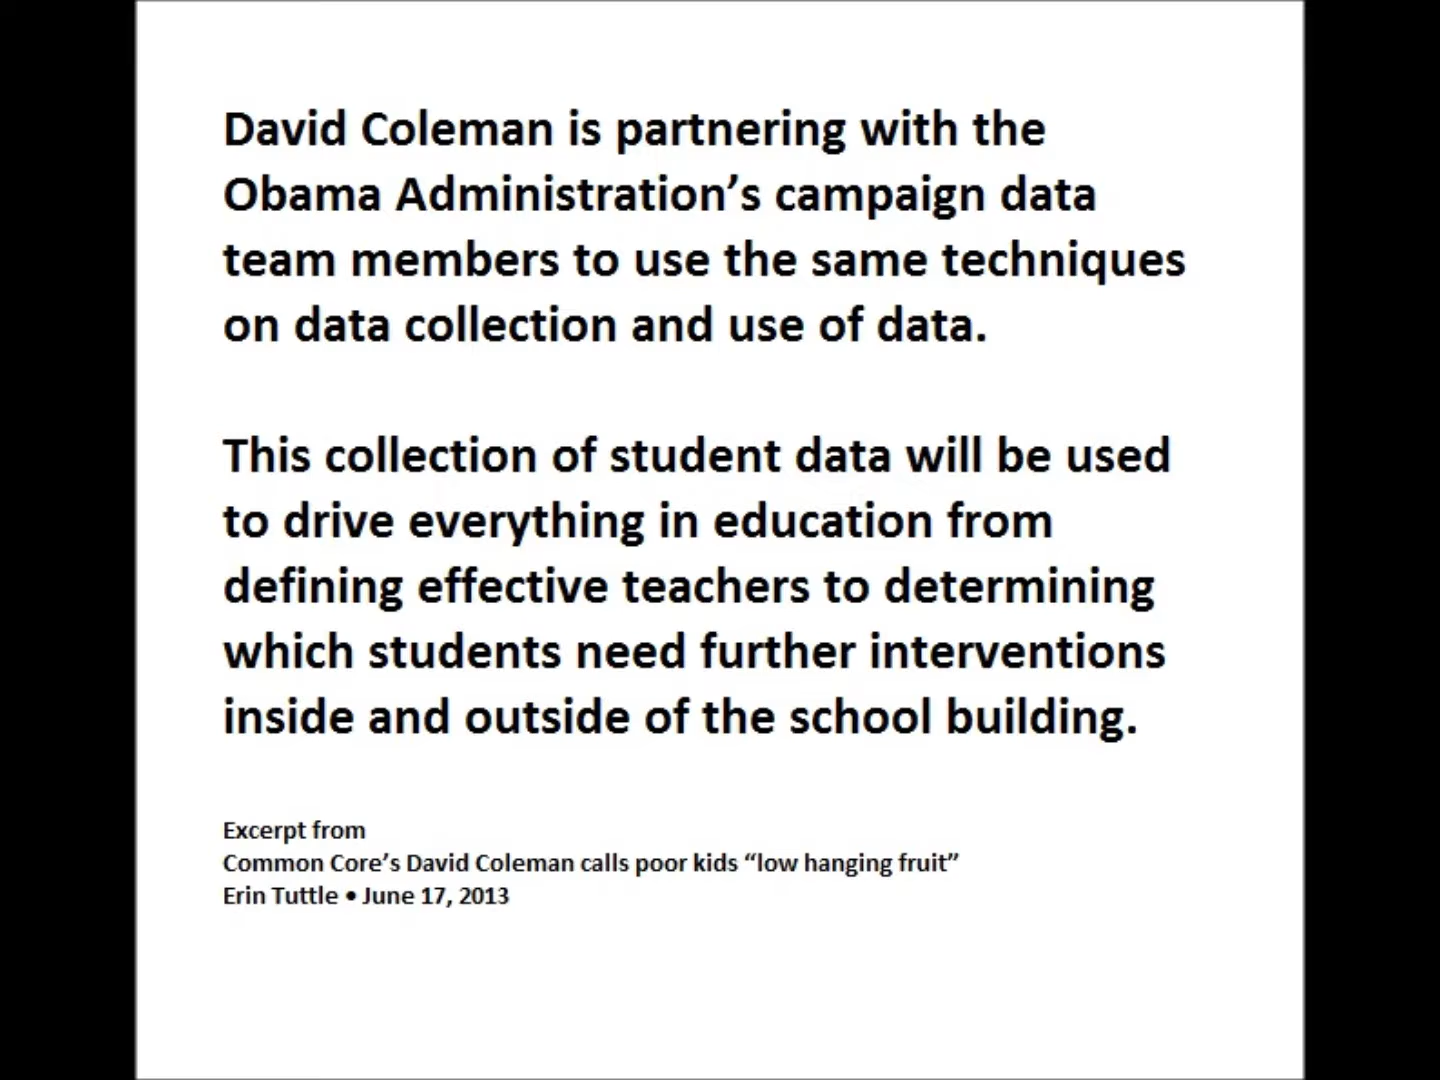 David Coleman is partnering with the
Obama Administration’s campaign data
team members to use the same techniques
on data collection and use of data.
This collection of student data will be used
to drive everything in education from
defining effective teachers to determining
which students need further interventions
inside and outside of the school building.
Excerpt from
Common Core’s David Coleman calls poor kids “low hanging fruit”
Erin Tuttle • June 17, 2013